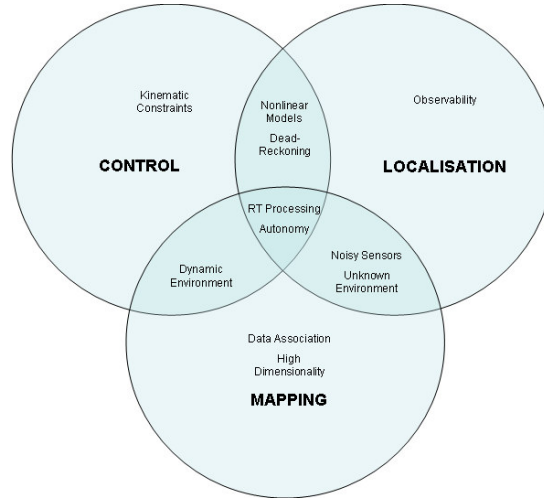 Kinematic
Constraints
CONTROL
Nonlinear
Models
Dead-
Reckoning
Observability
LOCALISATION
RT Processing
Autonomy
Dynamic
Environment
Noisy Sensors
Unknown
Environment
Data Association
High
Dimensionality
MAPPING